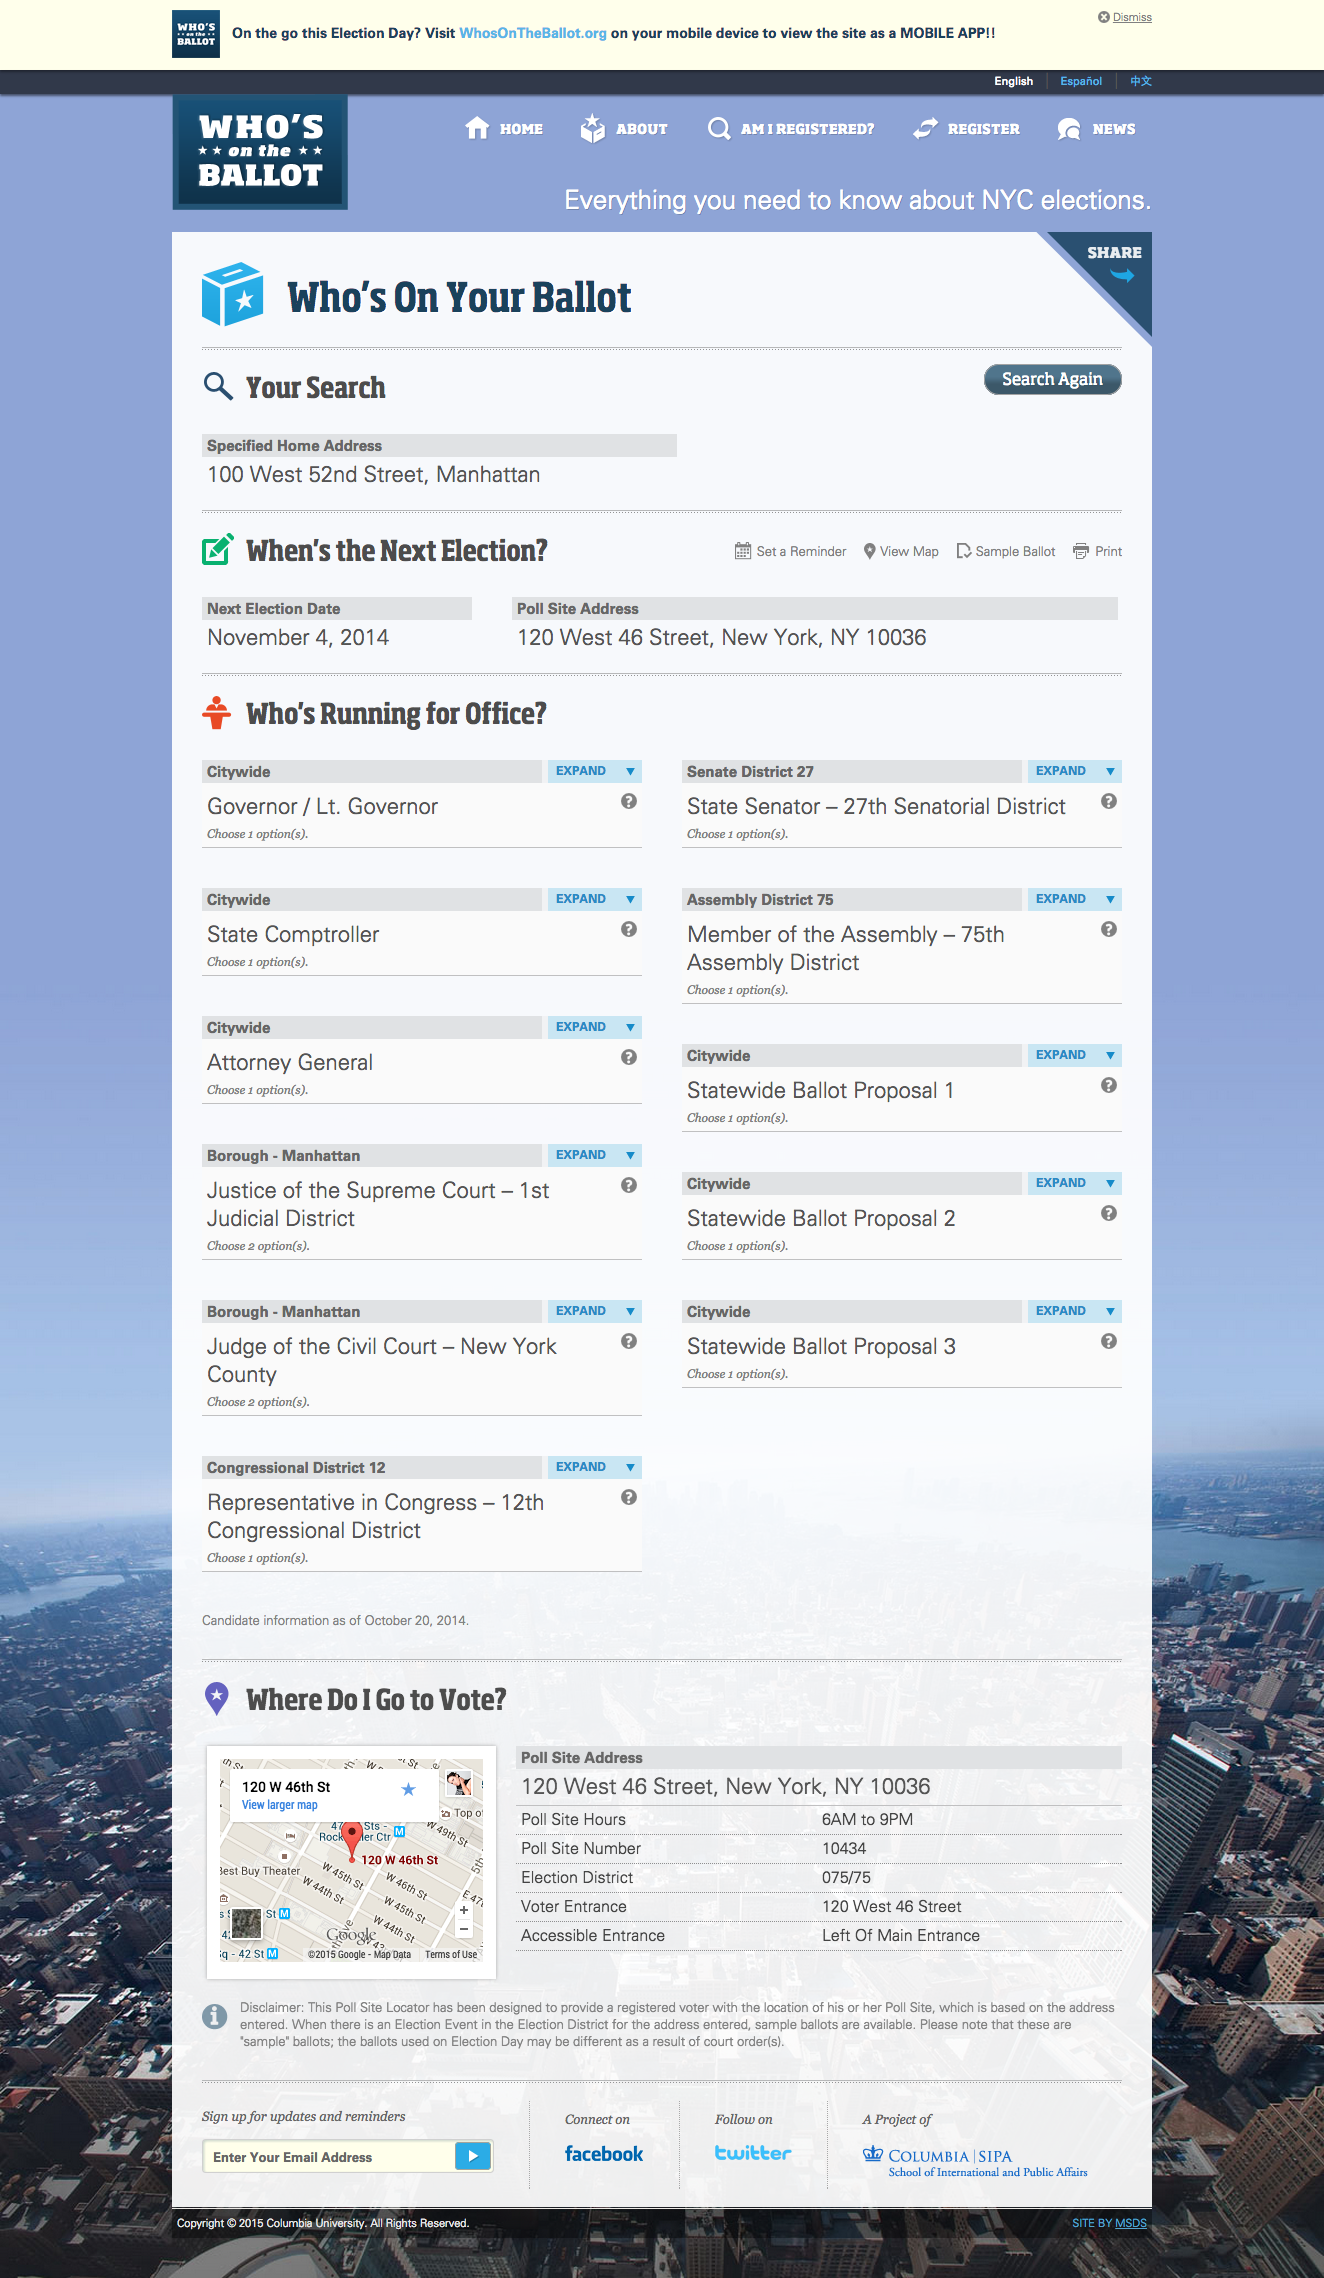 WHO'S
on the
BALLOT
On the go this Election Day? Visit WhosOnTheBallot.org on your mobile device to view the site as a MOBILE APP!!
Dismiss
English
Español
中文
WHO'S
on the
BALLOT
HOME
ABOUT
AM I REGISTERED?
REGISTER
NEWS
Everything you need to know about NYC elections.
SHARE
Who's On Your Ballot
Your Search
Search Again
Specified Home Address
100 West 52nd Street, Manhattan
When's the Next Election?
Set a Reminder
View Map
Sample Ballot
Print
Next Election Date
November 4, 2014
Poll Site Address
120 West 46 Street, New York, NY 10036
Who's Running for Office?
Citywide
EXPAND
Governor / Lt. Governor
Choose 1 option(s).
Citywide
EXPAND
State Comptroller
Choose 1 option(s).
Citywide
EXPAND
Attorney General
Choose 1 option(s).
Borough - Manhattan
EXPAND
Justice of the Supreme Court – 1st
Judicial District
Choose 2 option(s).
Borough - Manhattan
EXPAND
Judge of the Civil Court – New York
County
Choose 2 option(s).
Congressional District 12
EXPAND
Representative in Congress – 12th
Congressional District
Choose 1 option(s).
Senate District 27
EXPAND
State Senator – 27th Senatorial District
Choose 1 option(s).
Assembly District 75
EXPAND
Member of the Assembly – 75th
Assembly District
Choose 1 option(s).
Citywide
EXPAND
Statewide Ballot Proposal 1
Choose 1 option(s).
Citywide
EXPAND
Statewide Ballot Proposal 2
Choose 1 option(s).
Citywide
EXPAND
Statewide Ballot Proposal 3
Choose 1 option(s).
Candidate information as of October 20, 2014.
Where Do I Go to Vote?
120 W 46th St
View larger map
Top of
W 49th St
120 W 46th St
Best Buy Theater
W 45th St
W 44th St
W 46th St
W 45th St
W 44th St
E 47
Sq - 42 St
Google
©2015 Google - Map Data
Terms of Use
Poll Site Address
120 West 46 Street, New York, NY 10036
Poll Site Hours
6AM to 9PM
Poll Site Number
10434
Election District
075/75
Voter Entrance
120 West 46 Street
Accessible Entrance
Left Of Main Entrance
Disclaimer: This Poll Site Locator has been designed to provide a registered voter with the location of his or her Poll Site, which is based on the address
entered. When there is an Election Event in the Election District for the address entered, sample ballots are available. Please note that these are
"sample" ballots; the ballots used on Election Day may be different as a result of court order(s).
Sign up for updates and reminders
Enter Your Email Address
Connect on
facebook
Follow on
twitter
A Project of
COLUMBIA | SIPA
School of International and Public Affairs
Copyright © 2015 Columbia University. All Rights Reserved.
SITE BY MSDS